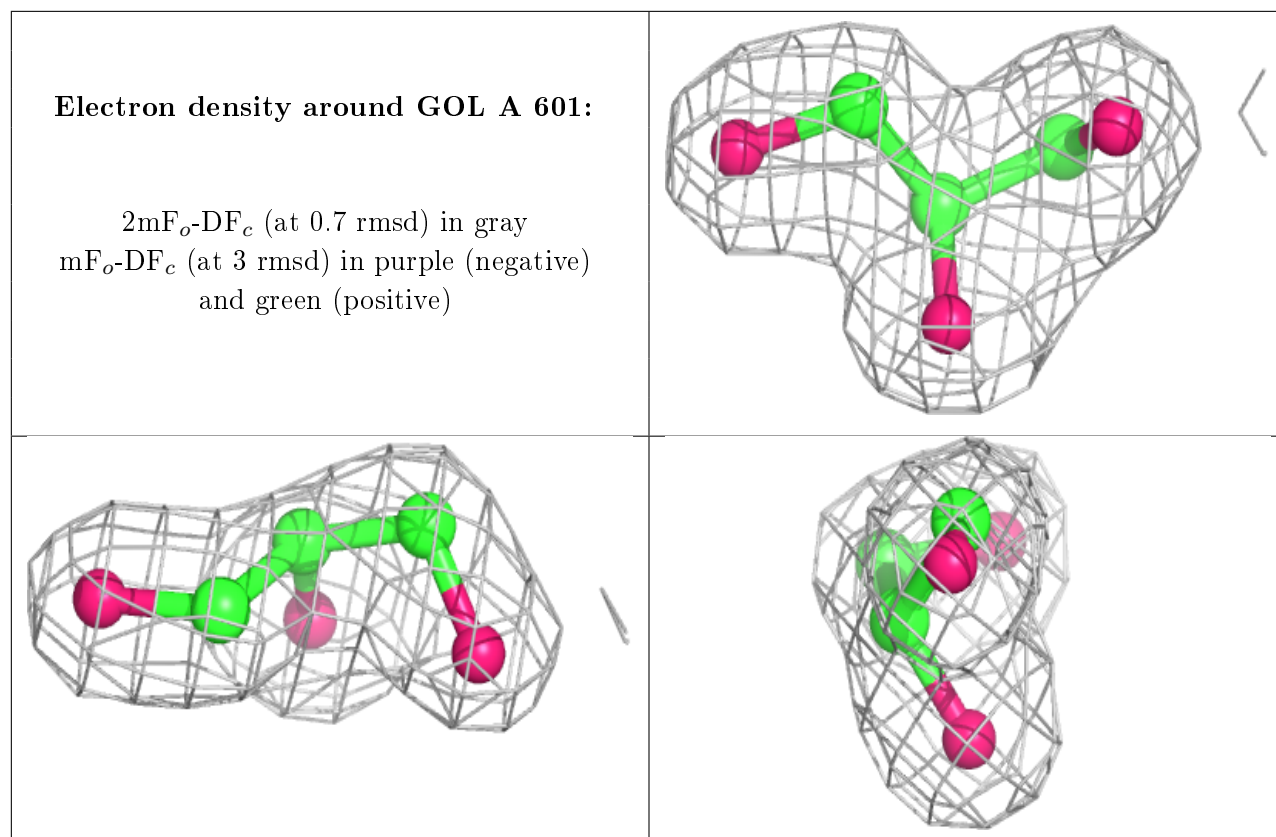 Electron density around GOL A 601:
2mFo-DFc (at 0.7 rmsd) in gray
mFo-DFc (at 3 rmsd) in purple (negative)
and green (positive)